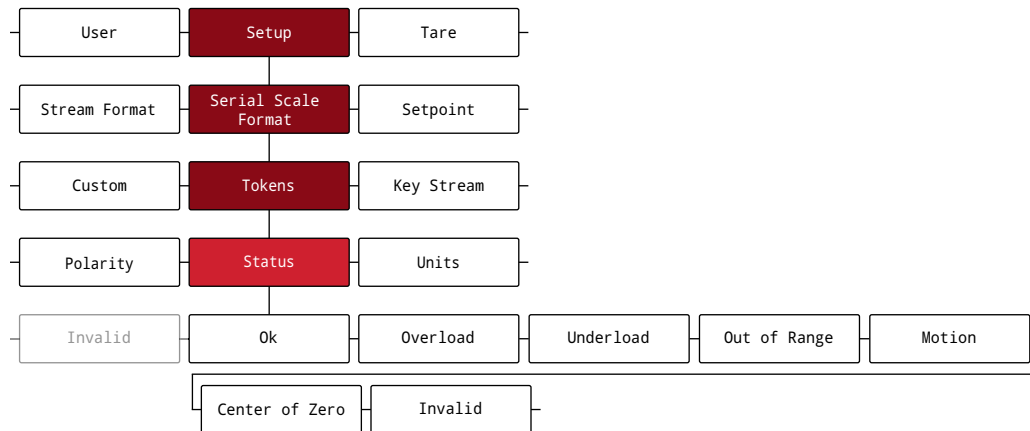 User
Setup
Tare
Stream Format
Serial Scale
Format
Setpoint
Custom
Tokens
Key Stream
Polarity
Status
Units
Invalid
Ok
Overload
Underload
Out of Range
Motion
Center of Zero
Invalid